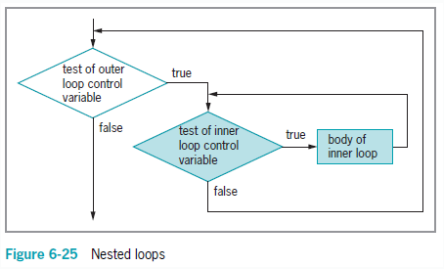 test of outer
loop control
variable
true
false
test of inner
loop control
variable
true
body of
inner loop
false
Figure 6-25 Nested loops